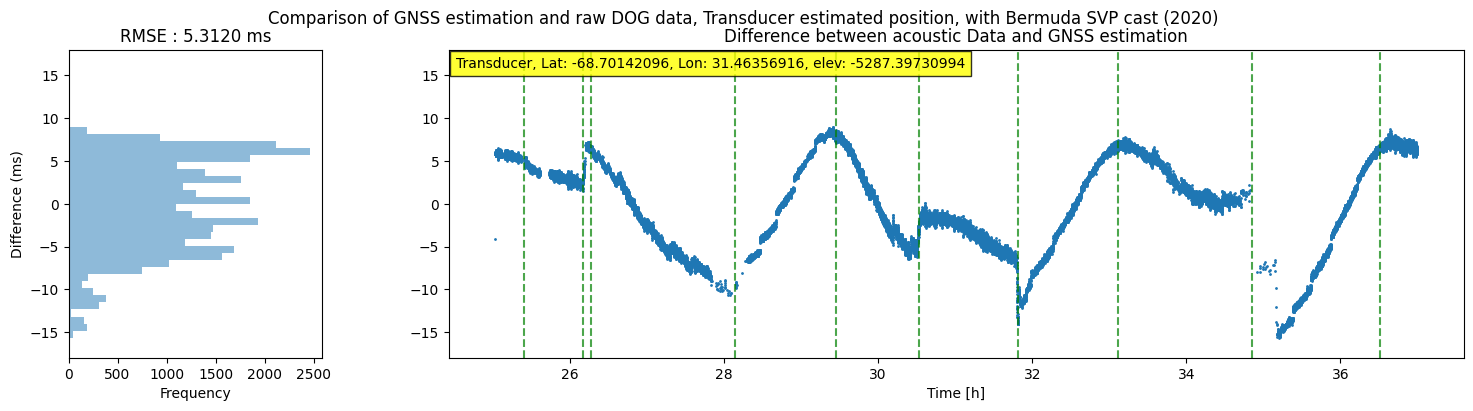 Comparison of GNSS estimation and raw DOG data, Transducer estimated position, with Bermuda SVP cast (2020)
RMSE : 5.3120 ms
Difference (ms)
15
10
5
0
−5
−10
−15
0 500 1000 1500 2000 2500
Frequency
Difference between acoustic Data and GNSS estimation
Transducer, Lat: -68.70142096, Lon: 31.46356916, elev: -5287.39730994
15
10
5
0
−5
−10
−15
26 28 30 32 34 36
Time [h]